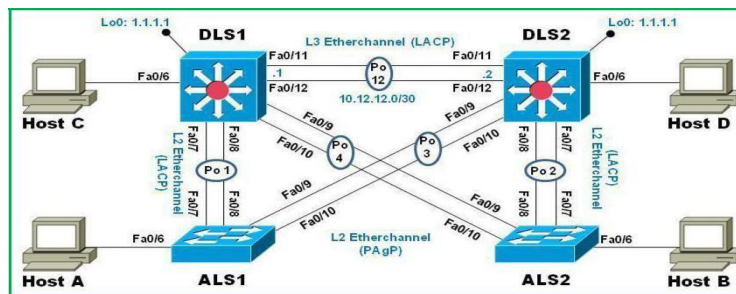 Lo0: 1.1.1.1
DLS1
DLS2
Lo0: 1.1.1.1
L3 Etherchannel (LACP)
Fa0/6
Fa0/11
.1
Fa0/12
Po 12
Fa0/11
.2
Fa0/12
Fa0/6
10.12.12.0/30
Host C
Host D
Fa0/9
Fa0/10
Fa0/9
Fa0/10
Fa0/7
Fa0/8
Po 4
Po 3
Fa0/8
Fa0/7
L2 Etherchannel (LACP)
Po 1
Po 2
L2 Etherchannel (LACP)
Fa0/7
Fa0/8
Fa0/9
Fa0/10
Fa0/9
Fa0/10
Fa0/8
Fa0/7
L2 Etherchannel (PAgP)
Fa0/6
Fa0/6
Host A
ALS1
ALS2
Host B